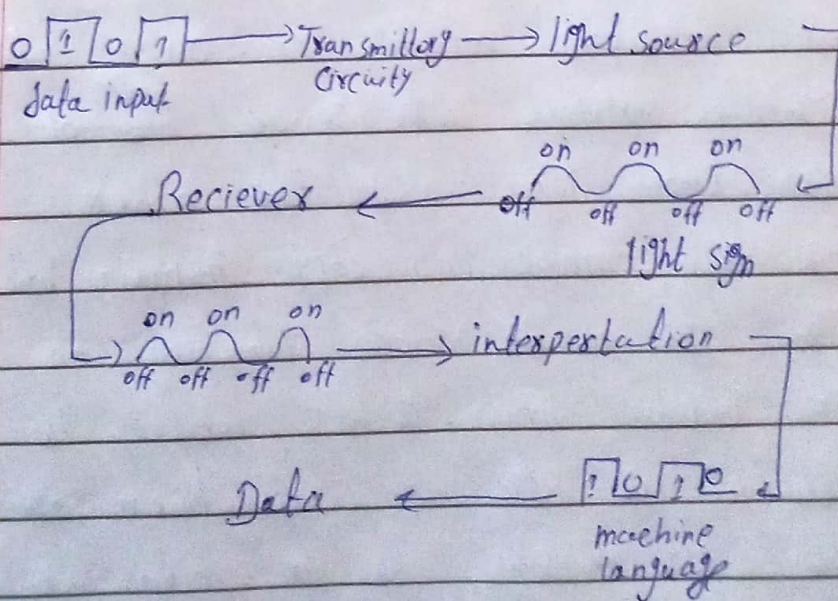 0 1 0 1 Transmittory light source
Circuity
data input
on on on
Reciever off off off off
light sign
on on on
off off off off interpertation
Data 1 0 1 0
machine
language